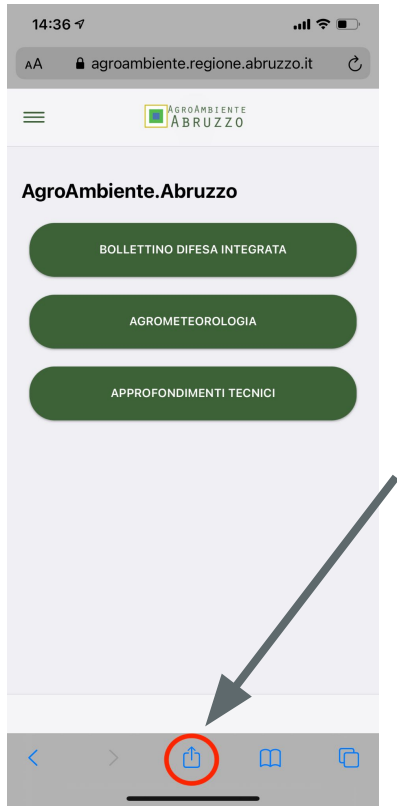 14:36
AA agroambiente.regione.abruzzo.it
AGROAMBIENTE
ABRUZZO
AgroAmbiente.Abruzzo
BOLLETTINO DIFESA INTEGRATA
AGROMETEOROLOGIA
APPROFONDIMENTI TECNICI